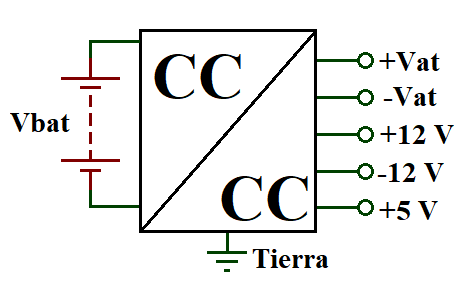 CC
+Vat
-Vat
Vbat
+12 V
-12 V
CC
+5 V
Tierra